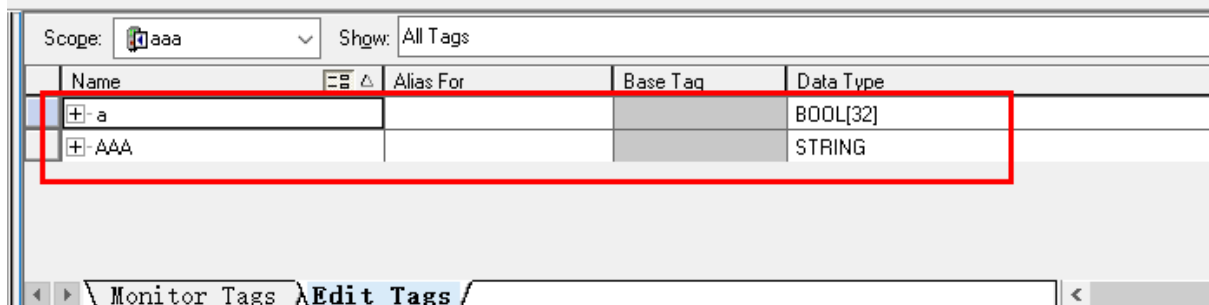 Scope: aaa Show: All Tags
Name Alias For Base Tag Data Type
a BOOL[32]
AAA STRING
Monitor Tags Edit Tags